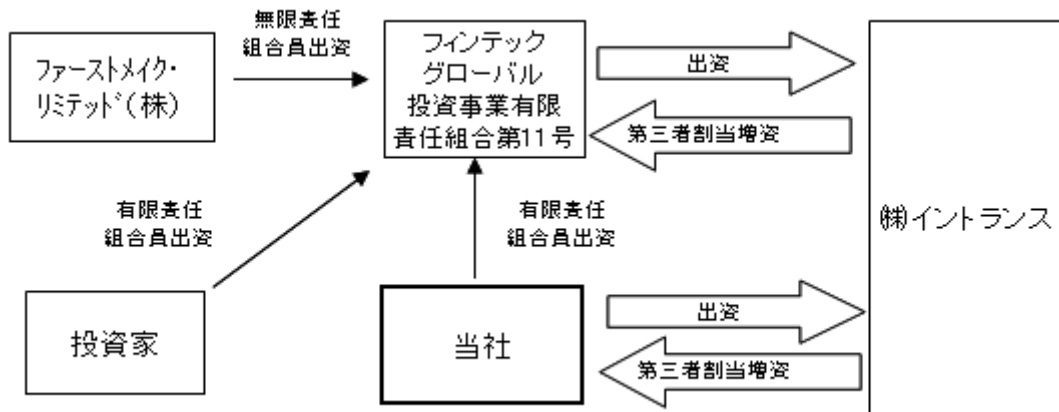 無限責任
組合員出資
ファーストメイク・
リミテッド(株)
フィンテック
グローバル
投資事業有限
責任組合第11号
出資
第三者割当増資
㈱イントランス
有限責任
組合員出資
有限責任
組合員出資
投資家
当社
出資
第三者割当増資